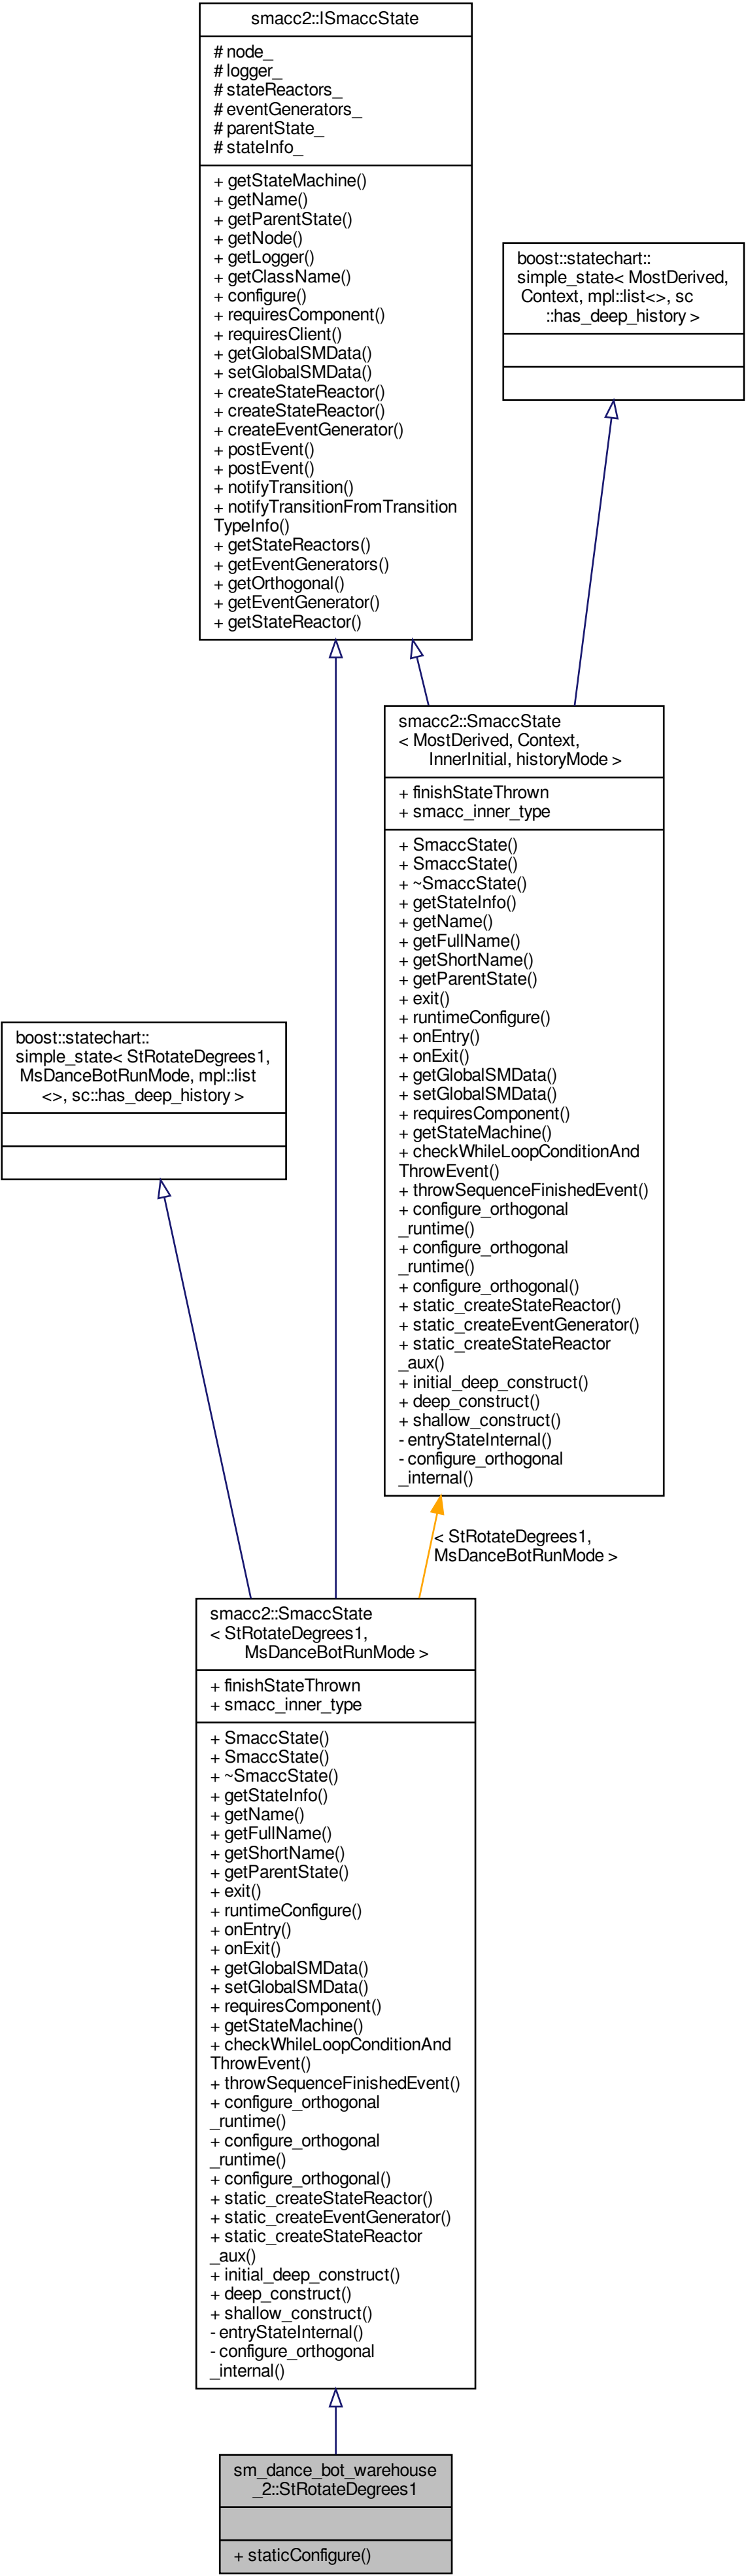 smacc2::ISmaccState
# node_
# logger_
# stateReactors_
# eventGenerators_
# parentState_
# stateInfo_
+ getStateMachine()
+ getName()
+ getParentState()
+ getNode()
+ getLogger()
+ getClassName()
+ configure()
+ requiresComponent()
+ requiresClient()
+ getGlobalSMData()
+ setGlobalSMData()
+ createStateReactor()
+ createStateReactor()
+ createEventGenerator()
+ postEvent()
+ postEvent()
+ notifyTransition()
+ notifyTransitionFromTransition
TypeInfo()
+ getStateReactors()
+ getEventGenerators()
+ getOrthogonal()
+ getEventGenerator()
+ getStateReactor()
boost::statechart::
simple_state< MostDerived,
Context, mpl::list<>, sc
::has_deep_history >
smacc2::SmaccState
< MostDerived, Context,
InnerInitial, historyMode >
+ finishStateThrown
+ smacc_inner_type
+ SmaccState()
+ SmaccState()
+ ~SmaccState()
+ getStateInfo()
+ getName()
+ getFullName()
+ getShortName()
+ getParentState()
+ exit()
+ runtimeConfigure()
+ onEntry()
+ onExit()
+ getGlobalSMData()
+ setGlobalSMData()
+ requiresComponent()
+ getStateMachine()
+ checkWhileLoopConditionAnd
ThrowEvent()
+ throwSequenceFinishedEvent()
+ configure_orthogonal
_runtime()
+ configure_orthogonal
_runtime()
+ configure_orthogonal()
+ static_createStateReactor()
+ static_createEventGenerator()
+ static_createStateReactor
_aux()
+ initial_deep_construct()
+ deep_construct()
+ shallow_construct()
- entryStateInternal()
- configure_orthogonal
_internal()
boost::statechart::
simple_state< StRotateDegrees1,
MsDanceBotRunMode, mpl::list
<>, sc::has_deep_history >
< StRotateDegrees1,
MsDanceBotRunMode >
smacc2::SmaccState
< StRotateDegrees1,
MsDanceBotRunMode >
+ finishStateThrown
+ smacc_inner_type
+ SmaccState()
+ SmaccState()
+ ~SmaccState()
+ getStateInfo()
+ getName()
+ getFullName()
+ getShortName()
+ getParentState()
+ exit()
+ runtimeConfigure()
+ onEntry()
+ onExit()
+ getGlobalSMData()
+ setGlobalSMData()
+ requiresComponent()
+ getStateMachine()
+ checkWhileLoopConditionAnd
ThrowEvent()
+ throwSequenceFinishedEvent()
+ configure_orthogonal
_runtime()
+ configure_orthogonal
_runtime()
+ configure_orthogonal()
+ static_createStateReactor()
+ static_createEventGenerator()
+ static_createStateReactor
_aux()
+ initial_deep_construct()
+ deep_construct()
+ shallow_construct()
- entryStateInternal()
- configure_orthogonal
_internal()
sm_dance_bot_warehouse
_2::StRotateDegrees1
+ staticConfigure()